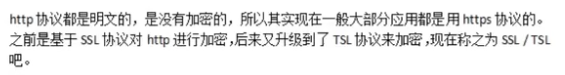 http 协议都是明文的，是没有加密的，所以其实现在一般大部分应用都是用 https 协议的。
之前是基于 SSL 协议对 http 进行加密，后来又升级到了 TSL 协议来加密，现在称之为 SSL / TSL
吧。